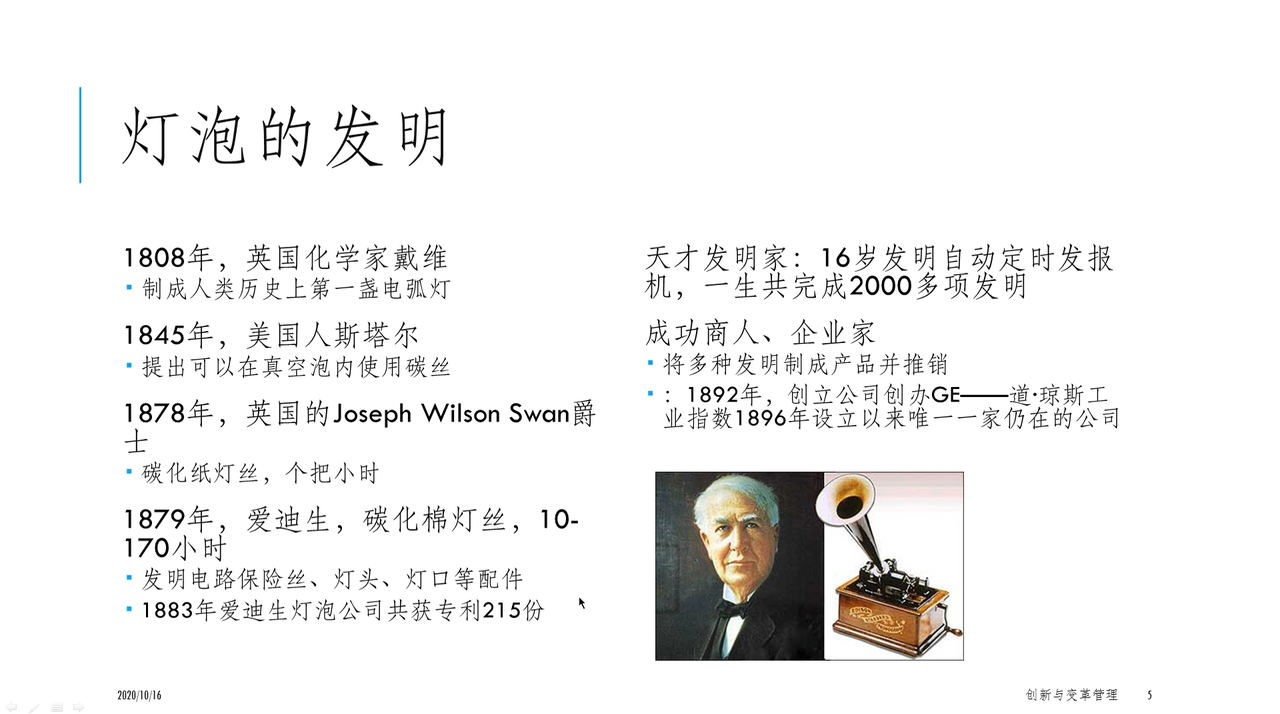 灯泡的发明
1808年，英国化学家戴维
制成人类历史上第一盏电弧灯
1845年，美国人斯塔尔
提出可以在真空泡内使用碳丝
1878年，英国的Joseph Wilson Swan爵
士
碳化纸灯丝，个把小时
1879年，爱迪生，碳化棉灯丝，10-
170小时
发明电路保险丝、灯头、灯口等配件
1883年爱迪生灯泡公司共获专利215份
天才发明家：16岁发明自动定时发报
机，一生共完成2000多项发明
成功商人、企业家
将多种发明制成产品并推销
：1892年，创立公司创办GE——道·琼斯工
业指数1896年设立以来唯一一家仍在的公司
EDISON
2020/10/16
创新与变革管理
5